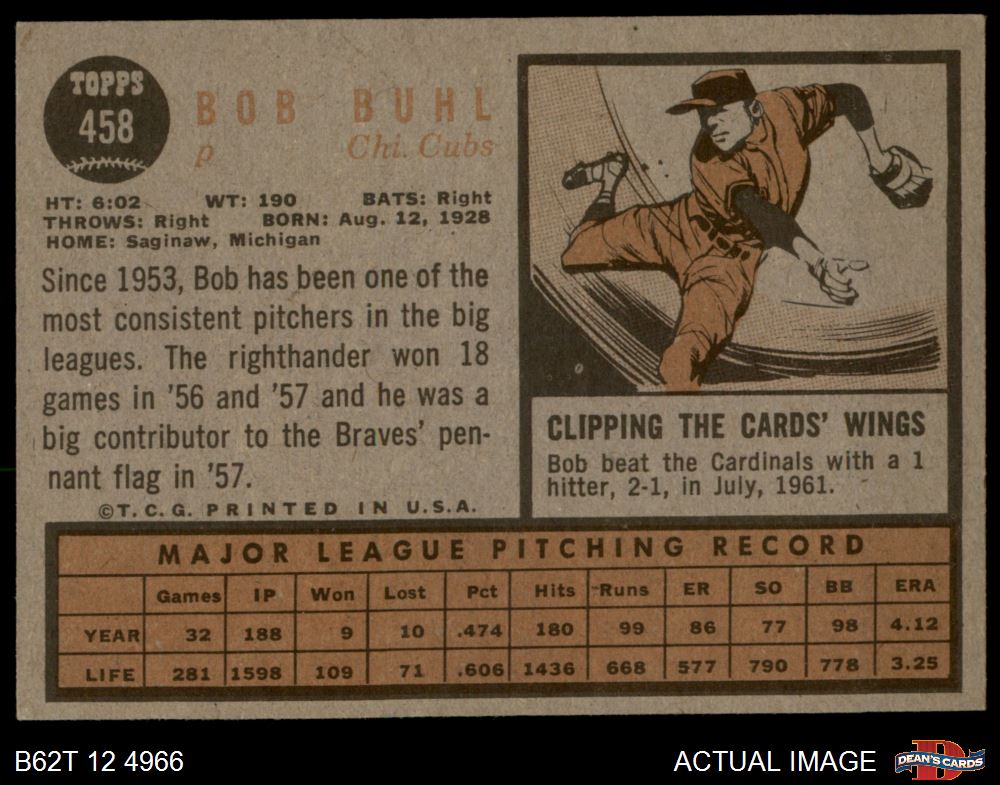 TOPPS
458
BOB BUHL
p Chi. Cubs
HT: 6:02 WT: 190 BATS: Right
THROWS: Right BORN: Aug. 12, 1928
HOME: Saginaw, Michigan
Since 1953, Bob has been one of the
most consistent pitchers in the big
leagues. The righthander won 18
games in '56 and '57 and he was a
big contributor to the Braves' pen-
nant flag in '57.
©T.C.G. PRINTED IN U.S.A.
CLIPPING THE CARDS' WINGS
Bob beat the Cardinals with a 1
hitter, 2-1, in July, 1961.
MAJOR LEAGUE PITCHING RECORD
Games IP Won Lost Pct Hits Runs ER SO BB ERA
YEAR 32 188 9 10 .474 180 99 86 77 98 4.12
LIFE 281 1598 109 71 .606 1436 668 577 790 778 3.25
B62T 12 4966
ACTUAL IMAGE
DEAN'S CARDS